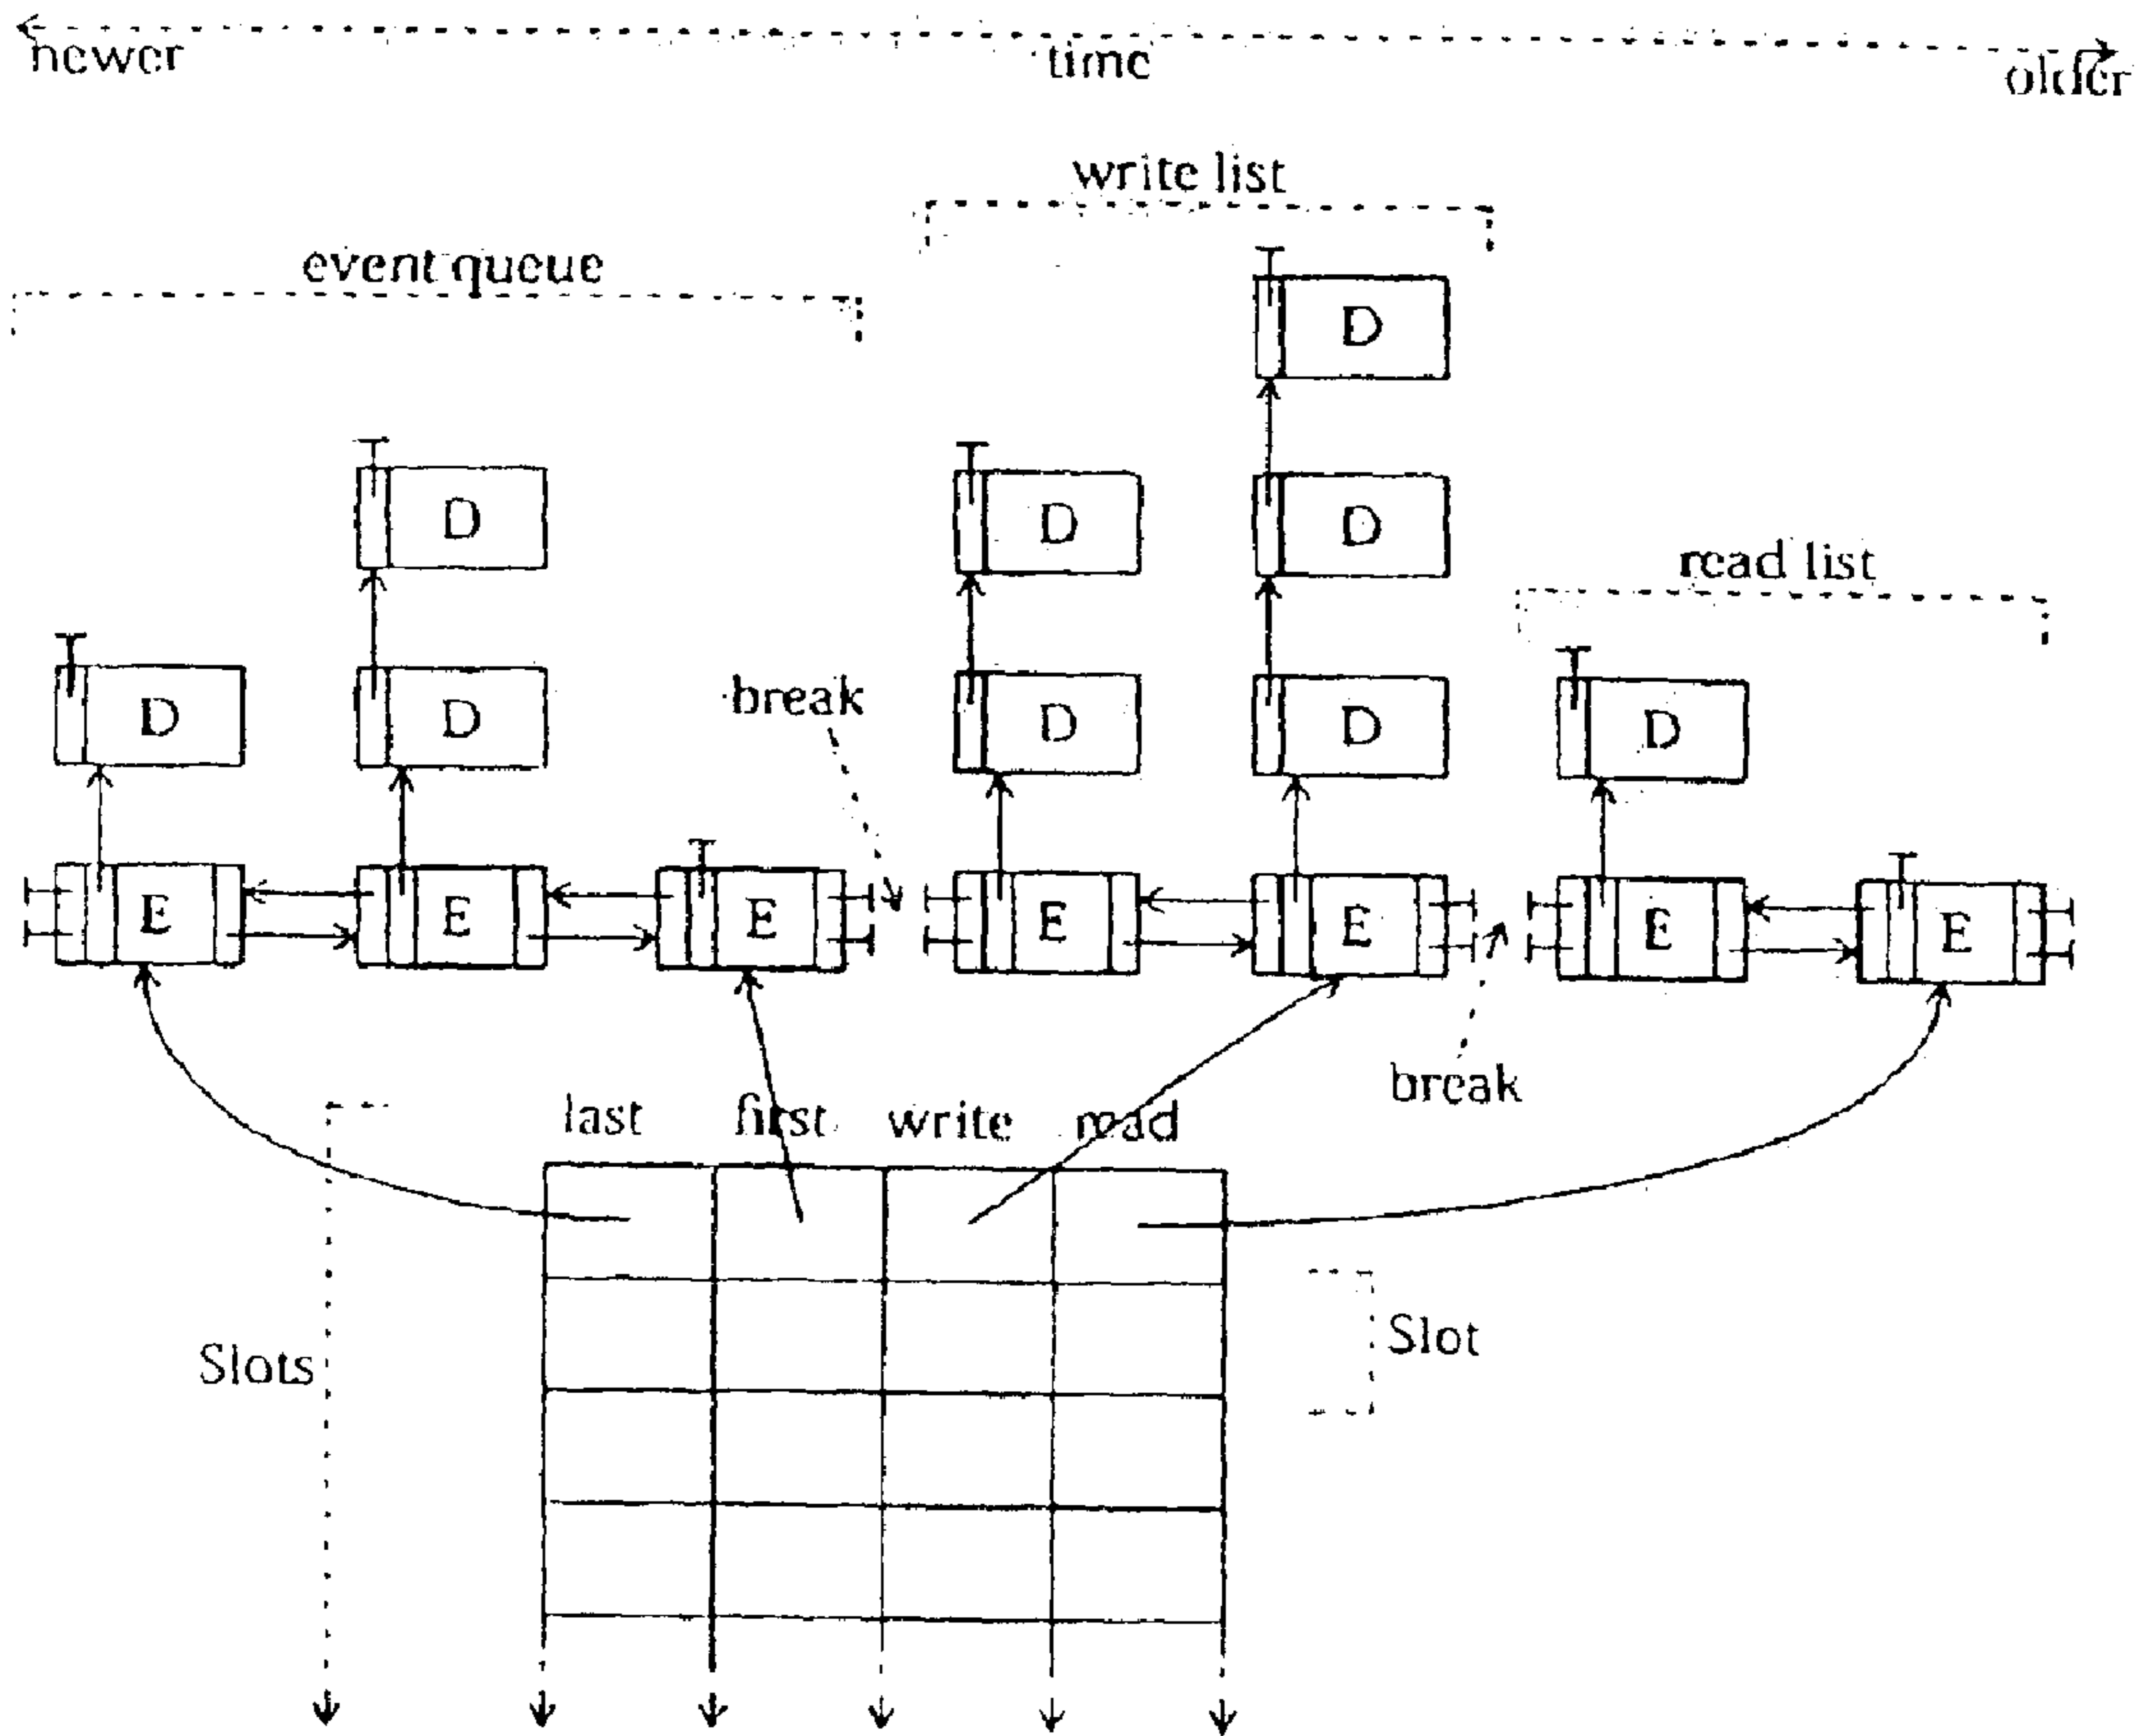 newer time older
write list
event queue
D
D D D
read list
D D D D D
break
E E E E E E E
break
last first write read
Slots Slot